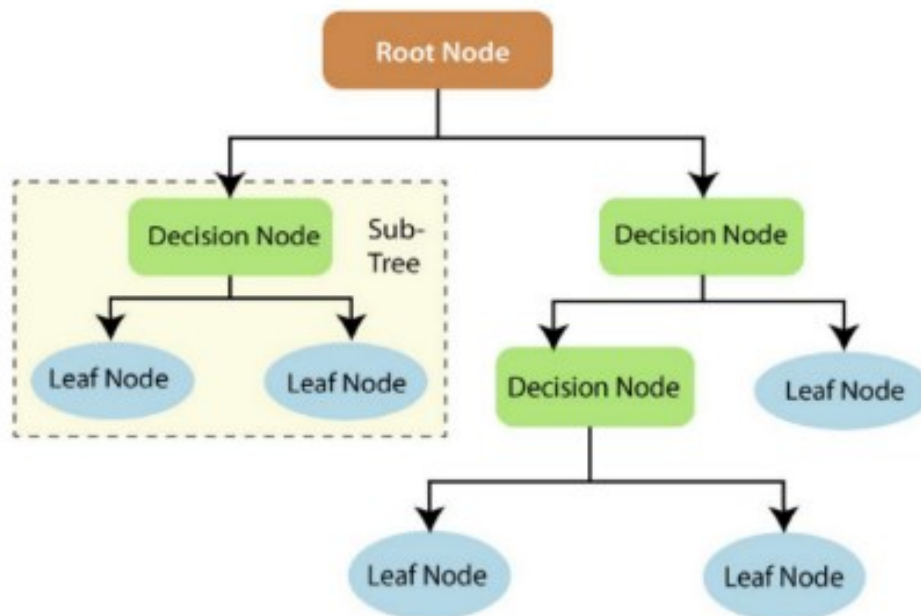 Root Node
Decision Node
Sub-
Tree
Decision Node
Leaf Node
Leaf Node
Decision Node
Leaf Node
Leaf Node
Leaf Node